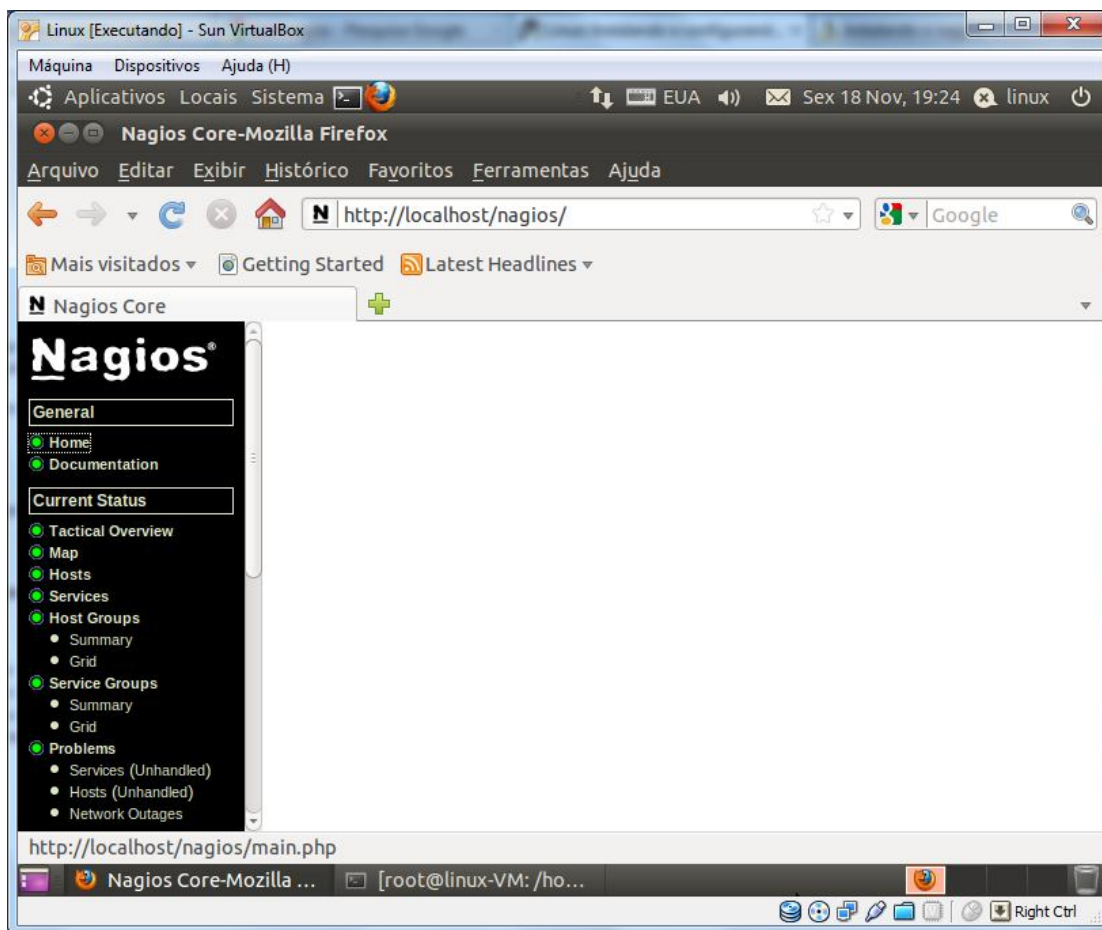 Linux [Executando] - Sun VirtualBox
Máquina Dispositivos Ajuda (H)
Aplicativos Locais Sistema EUA Sex 18 Nov, 19:24 linux
Nagios Core-Mozilla Firefox
Arquivo Editar Exibir Histórico Favoritos Ferramentas Ajuda
N http://localhost/nagios/ Google
Mais visitados Getting Started Latest Headlines
N Nagios Core
Nagios®
General
Home
Documentation
Current Status
Tactical Overview
Map
Hosts
Services
Host Groups
Summary
Grid
Service Groups
Summary
Grid
Problems
Services (Unhandled)
Hosts (Unhandled)
Network Outages
http://localhost/nagios/main.php
Nagios Core-Mozilla ... [root@linux-VM: /ho...
Right Ctrl